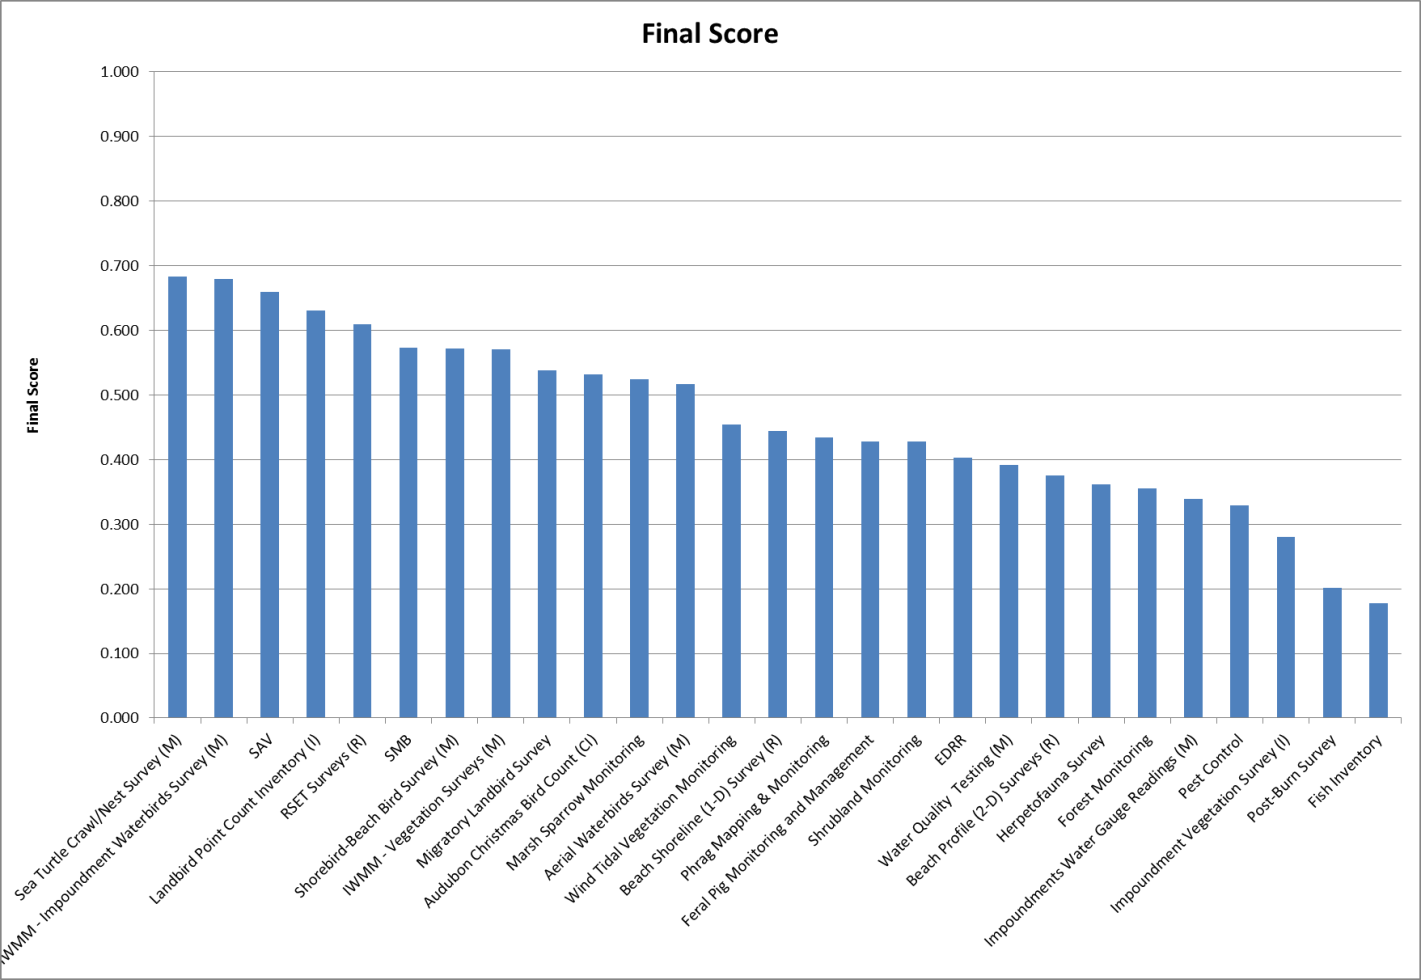 Final Score
1.000
0.900
0.800
0.700
0.600
0.500
0.400
0.300
0.200
0.100
0.000
Final Score
Sea Turtle Crawl/Nest Survey (M)
IWMM - Impoundment Waterbirds Survey (M)
SAV
Landbird Point Count Inventory (I)
RSET Surveys (R)
SMB
Shorebird-Beach Bird Survey (M)
IWMM - Vegetation Surveys (M)
Migratory Landbird Survey
Audubon Christmas Bird Count (CI)
Marsh Sparrow Monitoring
Aerial Waterbirds Survey (M)
Wind Tidal Vegetation Monitoring
Beach Shoreline (1-D) Survey (R)
Phrag Mapping & Monitoring
Feral Pig Monitoring and Management
Shrubland Monitoring
EDRR
Water Quality  Testing (M)
Beach Profile (2-D) Surveys (R)
Herpetofauna Survey
Forest Monitoring
Impoundments Water Gauge Readings (M)
Pest Control
Impoundment Vegetation Survey (I)
Post-Burn Survey
Fish Inventory